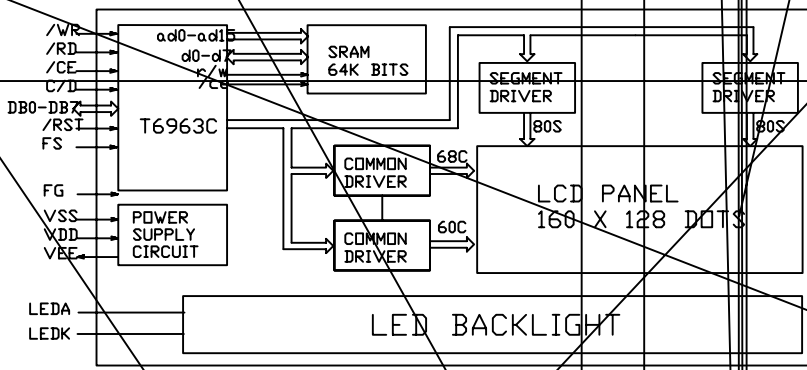 /WR
/RD
/CE
C/D
DB0-DB7
/RST
FS
FG
VSS
VDD
VEE
LEDA
LEDK
ad0-ad15
d0-d7
r/w
/ce
T6963C
SRAM
64K BITS
POWER
SUPPLY
CIRCUIT
COMMON
DRIVER
68C
COMMON
DRIVER
60C
SEGMENT
DRIVER
80S
SEGMENT
DRIVER
80S
LCD PANEL
160 X 128 DOTS
LED BACKLIGHT